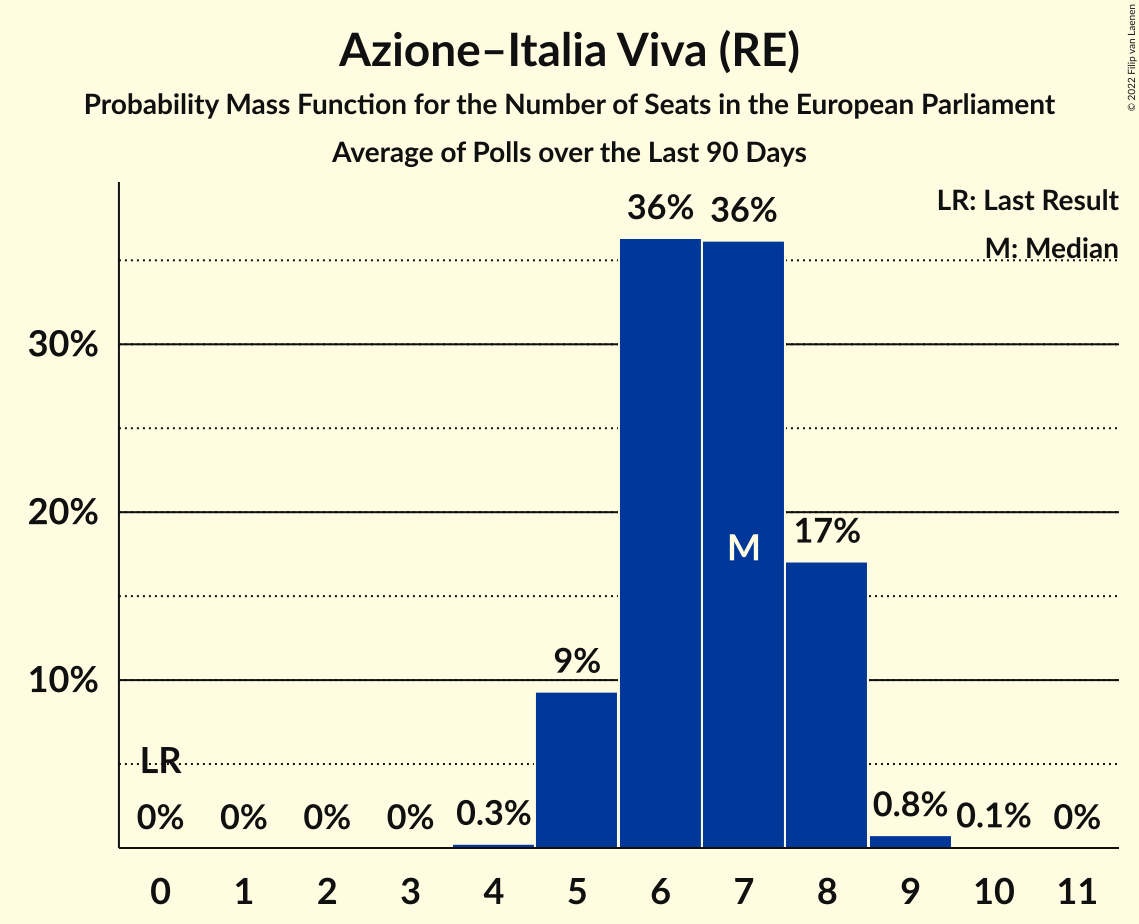 Azione–Italia Viva (RE)
Probability Mass Function for the Number of Seats in the European Parliament
Average of Polls over the Last 90 Days
© 2022 Filip van Laenen
LR: Last Result
M: Median
36% 36%
30%
20%
17%
M
9%
10%
LR
0% 0% 0% 0% 0.3% 0.8% 0.1% 0%
0 1 2 3 4 5 6 7 8 9 10 11